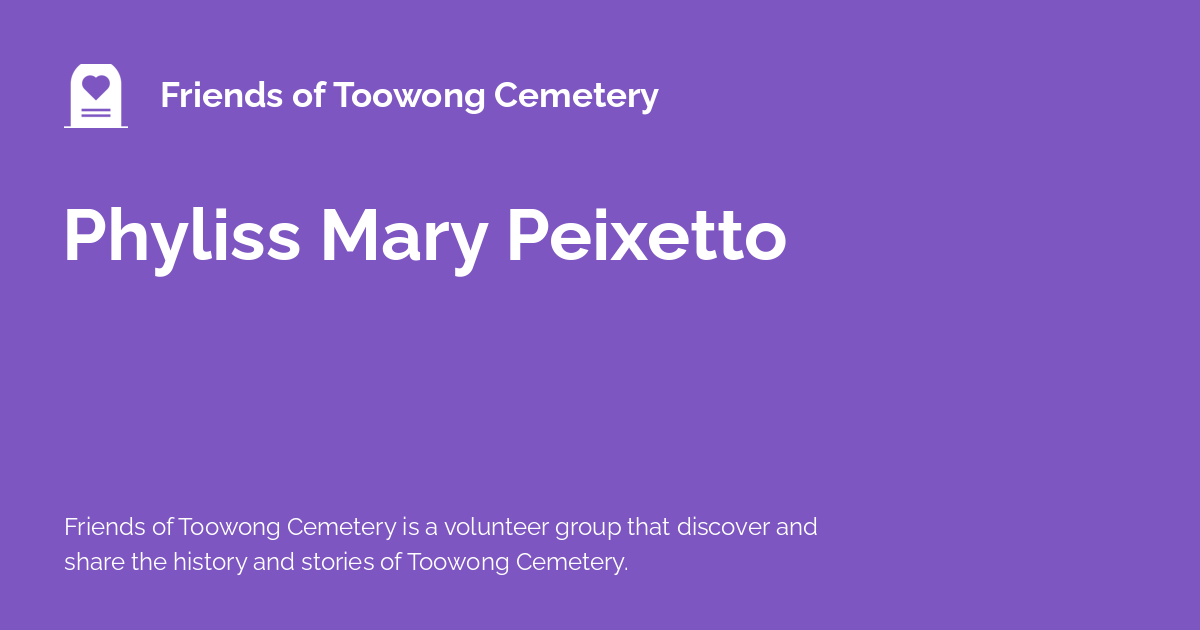 Friends of Toowong Cemetery
Phyliss Mary Peixetto
Friends of Toowong Cemetery is a volunteer group that discover and
share the history and stories of Toowong Cemetery.